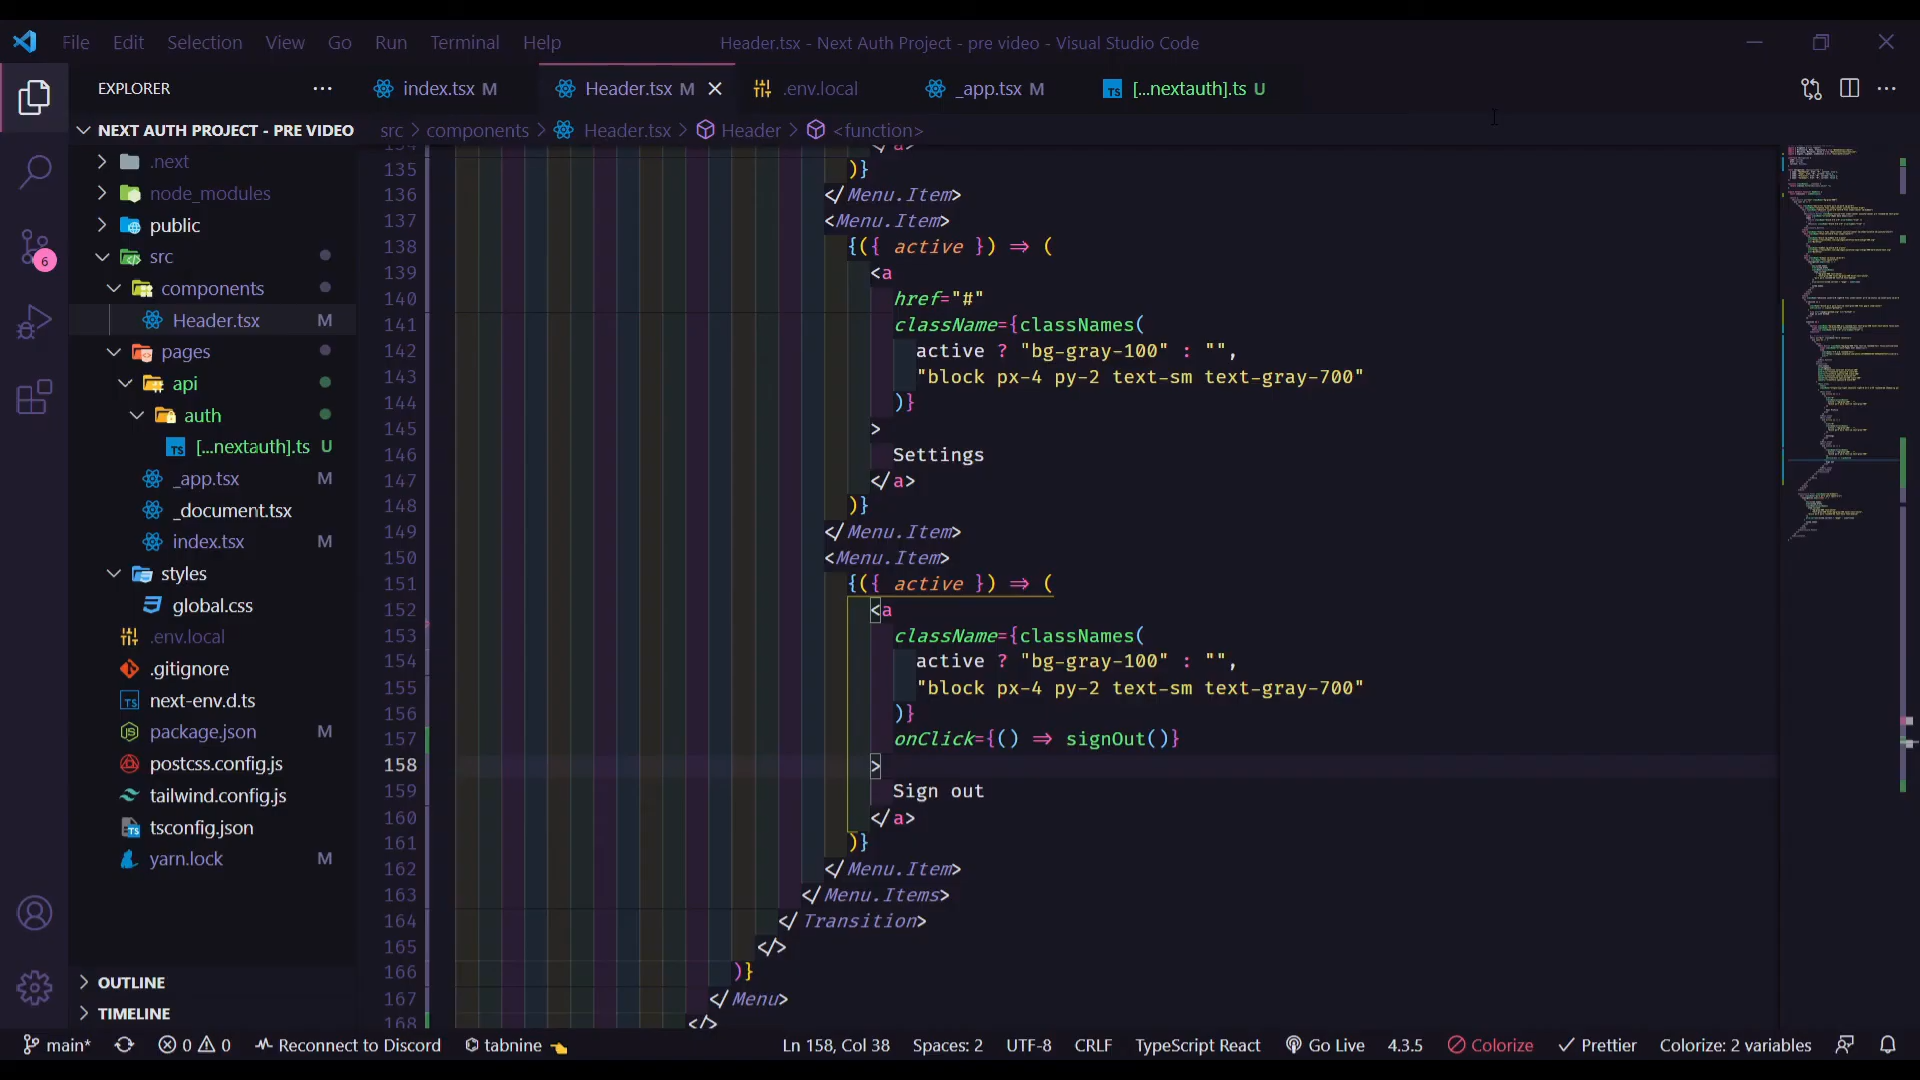 File Edit Selection View Go Run Terminal Help
Header.tsx - Next Auth Project - pre video - Visual Studio Code
EXPLORER
index.tsx M
Header.tsx M
.env.local
_app.tsx M
TS [...nextauth].ts U
NEXT AUTH PROJECT - PRE VIDEO
src > components > Header.tsx > Header > <function>
.next
node_modules
public
src
components
Header.tsx M
pages
api
auth
TS [...nextauth].ts U
_app.tsx M
_document.tsx
index.tsx M
styles
global.css
.env.local
.gitignore
TS next-env.d.ts
package.json M
postcss.config.js
tailwind.config.js
tsconfig.json
yarn.lock M
OUTLINE
TIMELINE
6
134 </a>
135 )}
136 </Menu.Item>
137 <Menu.Item>
138 {({ active }) => (
139 <a
140 href="#"
141 className={classNames(
142 active ? "bg-gray-100" : "",
143 "block px-4 py-2 text-sm text-gray-700"
144 )}
145 >
146 Settings
147 </a>
148 )}
149 </Menu.Item>
150 <Menu.Item>
151 {({ active }) => (
152 <a
153 className={classNames(
154 active ? "bg-gray-100" : "",
155 "block px-4 py-2 text-sm text-gray-700"
156 )}
157 onClick={() => signOut()}
158 >
159 Sign out
160 </a>
161 )}
162 </Menu.Item>
163 </Menu.Items>
164 </Transition>
165 </>
166 )}
167 </Menu>
168 </>
main* 0 0 Reconnect to Discord tabnine Ln 158, Col 38 Spaces: 2 UTF-8 CRLF TypeScript React Go Live 4.3.5 Colorize Prettier Colorize: 2 variables